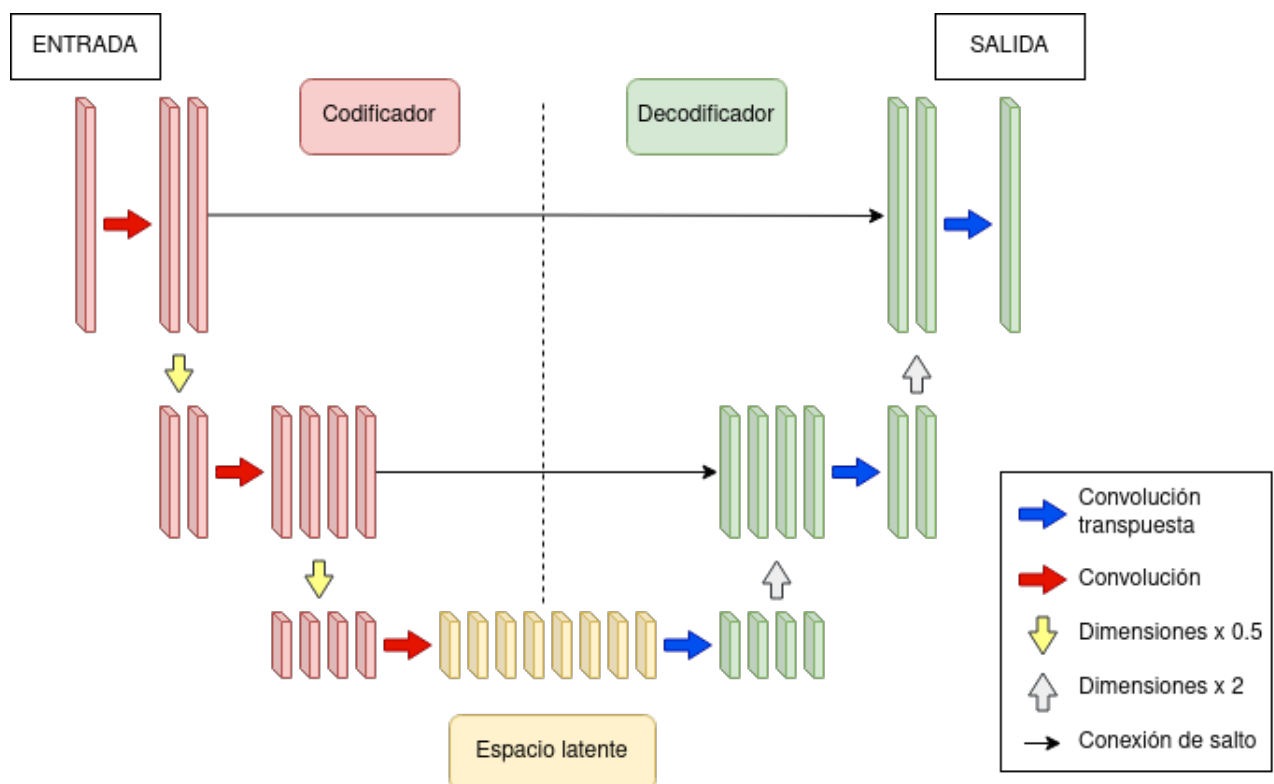 ENTRADA
SALIDA
Codificador
Decodificador
Convolución
transpuesta
Convolución
Dimensiones x 0.5
Dimensiones x 2
Conexión de salto
Espacio latente